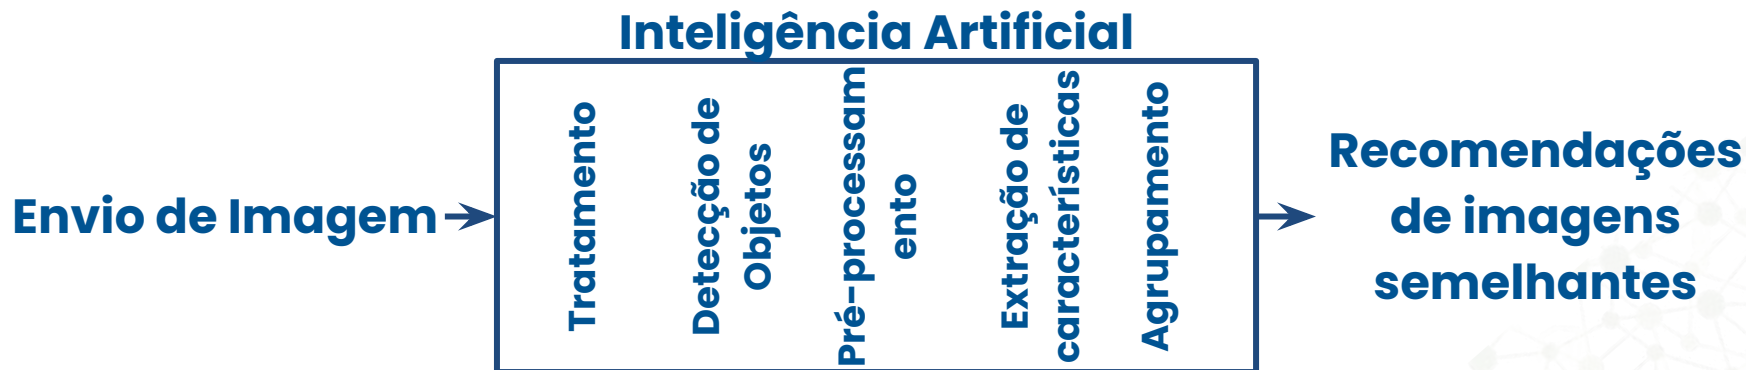 Inteligência Artificial
Envio de Imagem
Tratamento
Detecção de
Objetos
Pré-processam
ento
Extração de
características
Agrupamento
Recomendações
de imagens
semelhantes